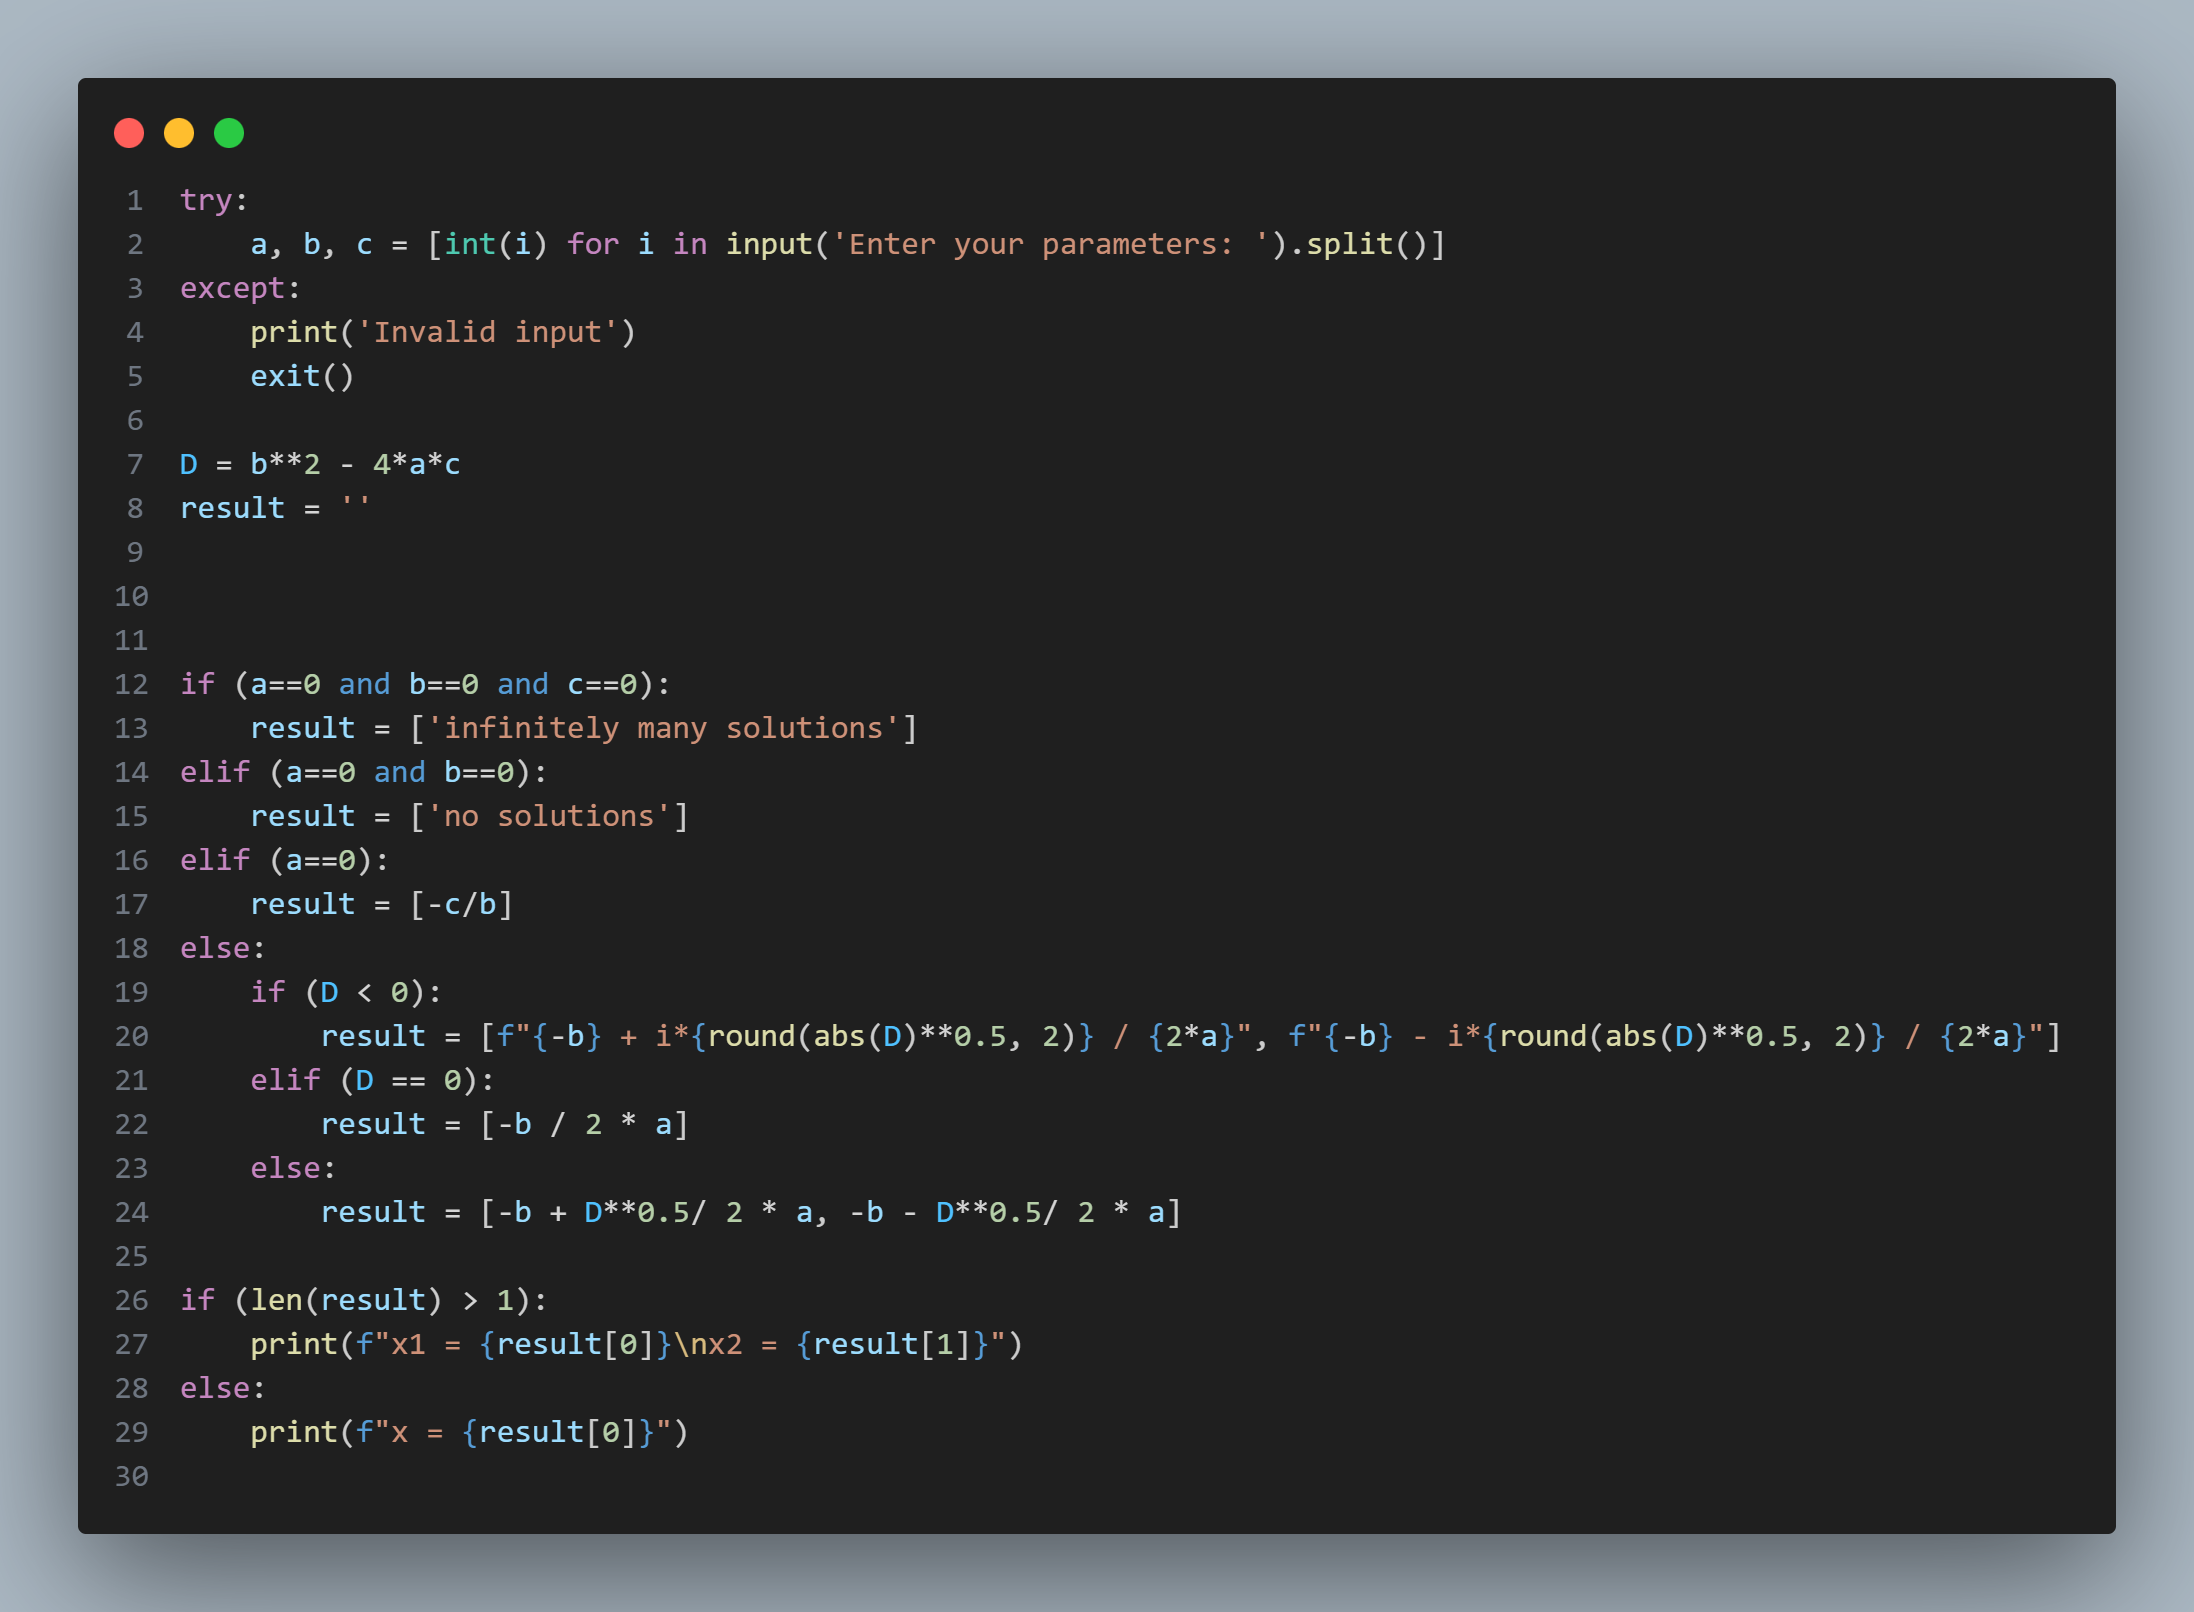 1 try:
2     a, b, c = [int(i) for i in input('Enter your parameters: ').split()]
3 except:
4     print('Invalid input')
5     exit()
6
7 D = b**2 - 4*a*c
8 result = ''
9
10
11
12 if (a==0 and b==0 and c==0):
13     result = ['infinitely many solutions']
14 elif (a==0 and b==0):
15     result = ['no solutions']
16 elif (a==0):
17     result = [-c/b]
18 else:
19     if (D < 0):
20         result = [f"{-b} + i*{round(abs(D)**0.5, 2)} / {2*a}", f"{-b} - i*{round(abs(D)**0.5, 2)} / {2*a}"]
21     elif (D == 0):
22         result = [-b / 2 * a]
23     else:
24         result = [-b + D**0.5/ 2 * a, -b - D**0.5/ 2 * a]
25
26 if (len(result) > 1):
27     print(f"x1 = {result[0]}\nx2 = {result[1]}")
28 else:
29     print(f"x = {result[0]}")
30